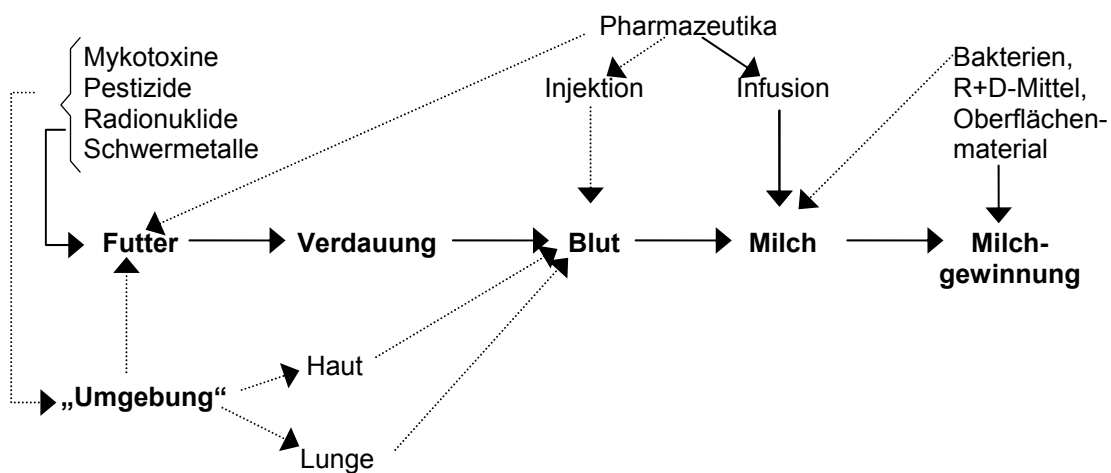 Pharmazeutika
Mykotoxine
Pestizide
Radionuklide
Schwermetalle
Injektion
Infusion
Bakterien,
R+D-Mittel,
Oberflächen-
material
Futter
Verdauung
Blut
Milch
Milch-
gewinnung
Haut
„Umgebung“
Lunge